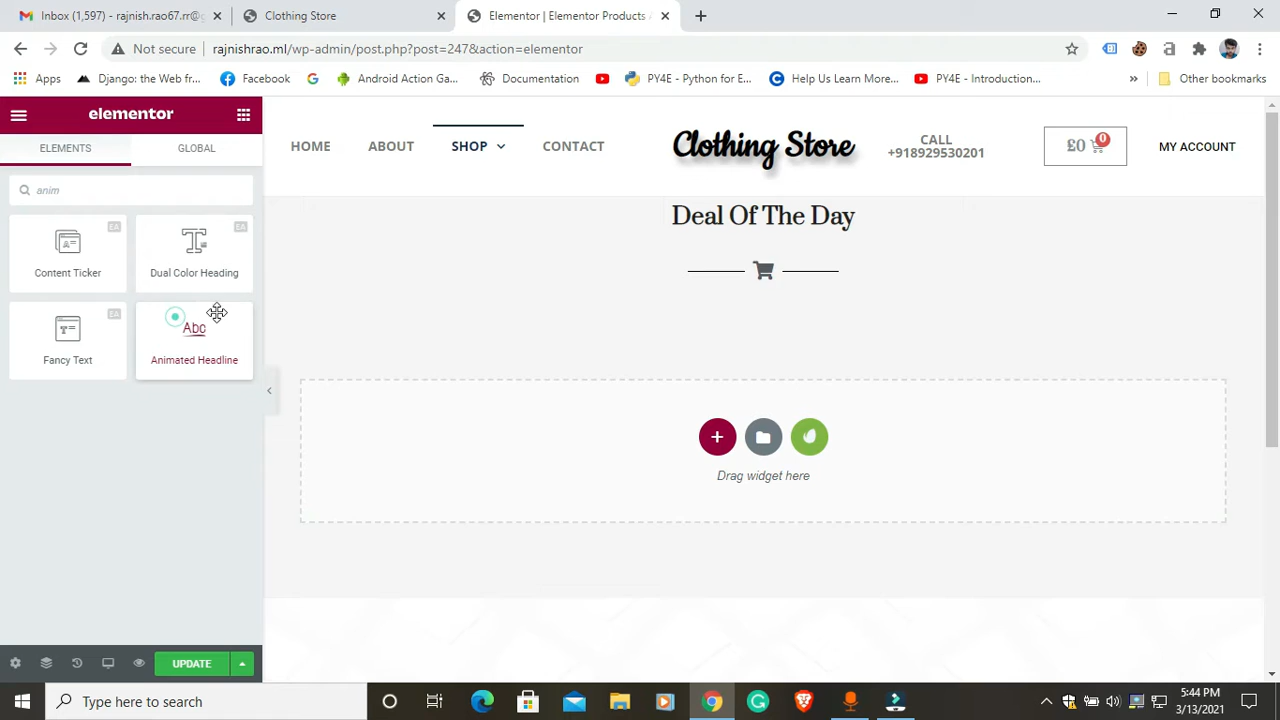 Inbox (1,597) - rajnish.rao67.rr@g
Clothing Store
Elementor | Elementor Products A
Not secure
rajnishrao.ml/wp-admin/post.php?post=247&action=elementor
Apps
Django: the Web fr...
Facebook
Android Action Ga...
Documentation
PY4E - Python for E...
Help Us Learn More...
PY4E - Introduction...
Other bookmarks
elementor
ELEMENTS
GLOBAL
anim
EA
Content Ticker
EA
Dual Color Heading
EA
Fancy Text
Abc
Animated Headline
UPDATE
HOME
ABOUT
SHOP
CONTACT
Clothing Store
CALL
+918929530201
£0
0
MY ACCOUNT
Deal Of The Day
Drag widget here
Type here to search
5:44 PM
3/13/2021